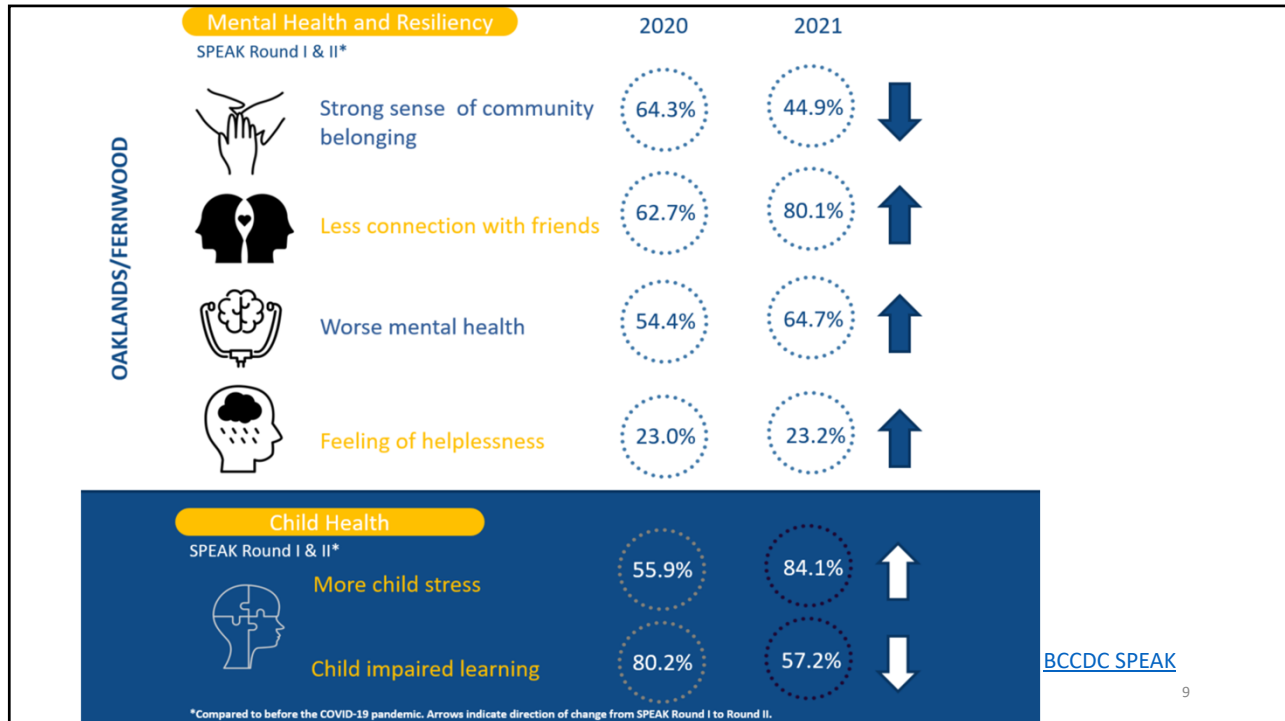 Mental Health and Resiliency
2020
2021
SPEAK Round I & II*
OAKLANDS/FERNWOOD
Strong sense of community
belonging
64.3%
44.9%
Less connection with friends
62.7%
80.1%
Worse mental health
54.4%
64.7%
Feeling of helplessness
23.0%
23.2%
Child Health
SPEAK Round I & II*
More child stress
55.9%
84.1%
Child impaired learning
80.2%
57.2%
BCCDC SPEAK
9
*Compared to before the COVID-19 pandemic. Arrows indicate direction of change from SPEAK Round I to Round II.